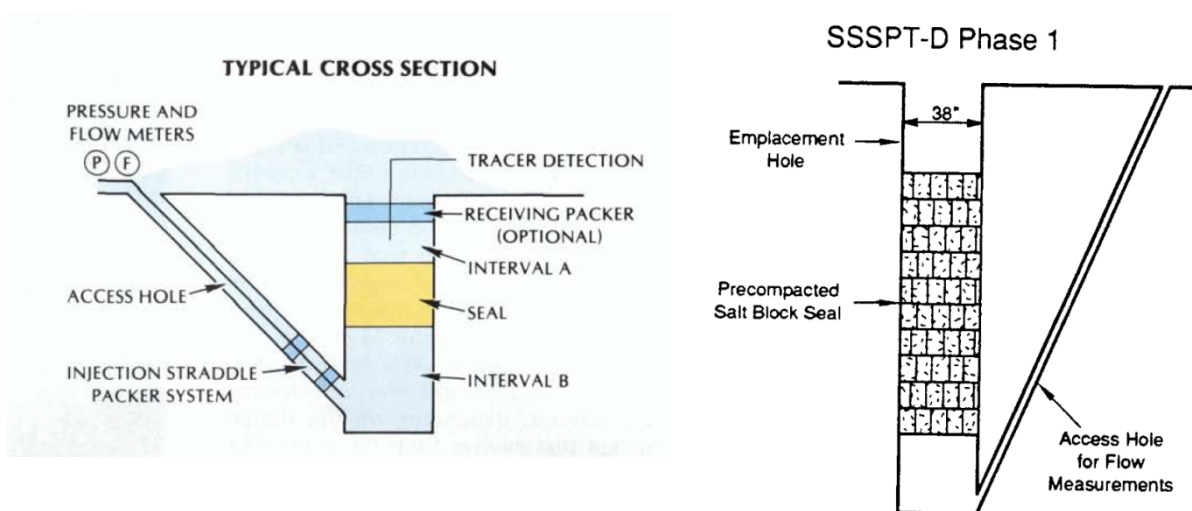 TYPICAL CROSS SECTION
PRESSURE AND
FLOW METERS
P F
TRACER DETECTION
RECEIVING PACKER
(OPTIONAL)
INTERVAL A
ACCESS HOLE
SEAL
INJECTION STRADDLE
PACKER SYSTEM
INTERVAL B
SSSPT-D Phase 1
38"
Emplacement
Hole
Precompacted
Salt Block Seal
Access Hole
for Flow
Measurements